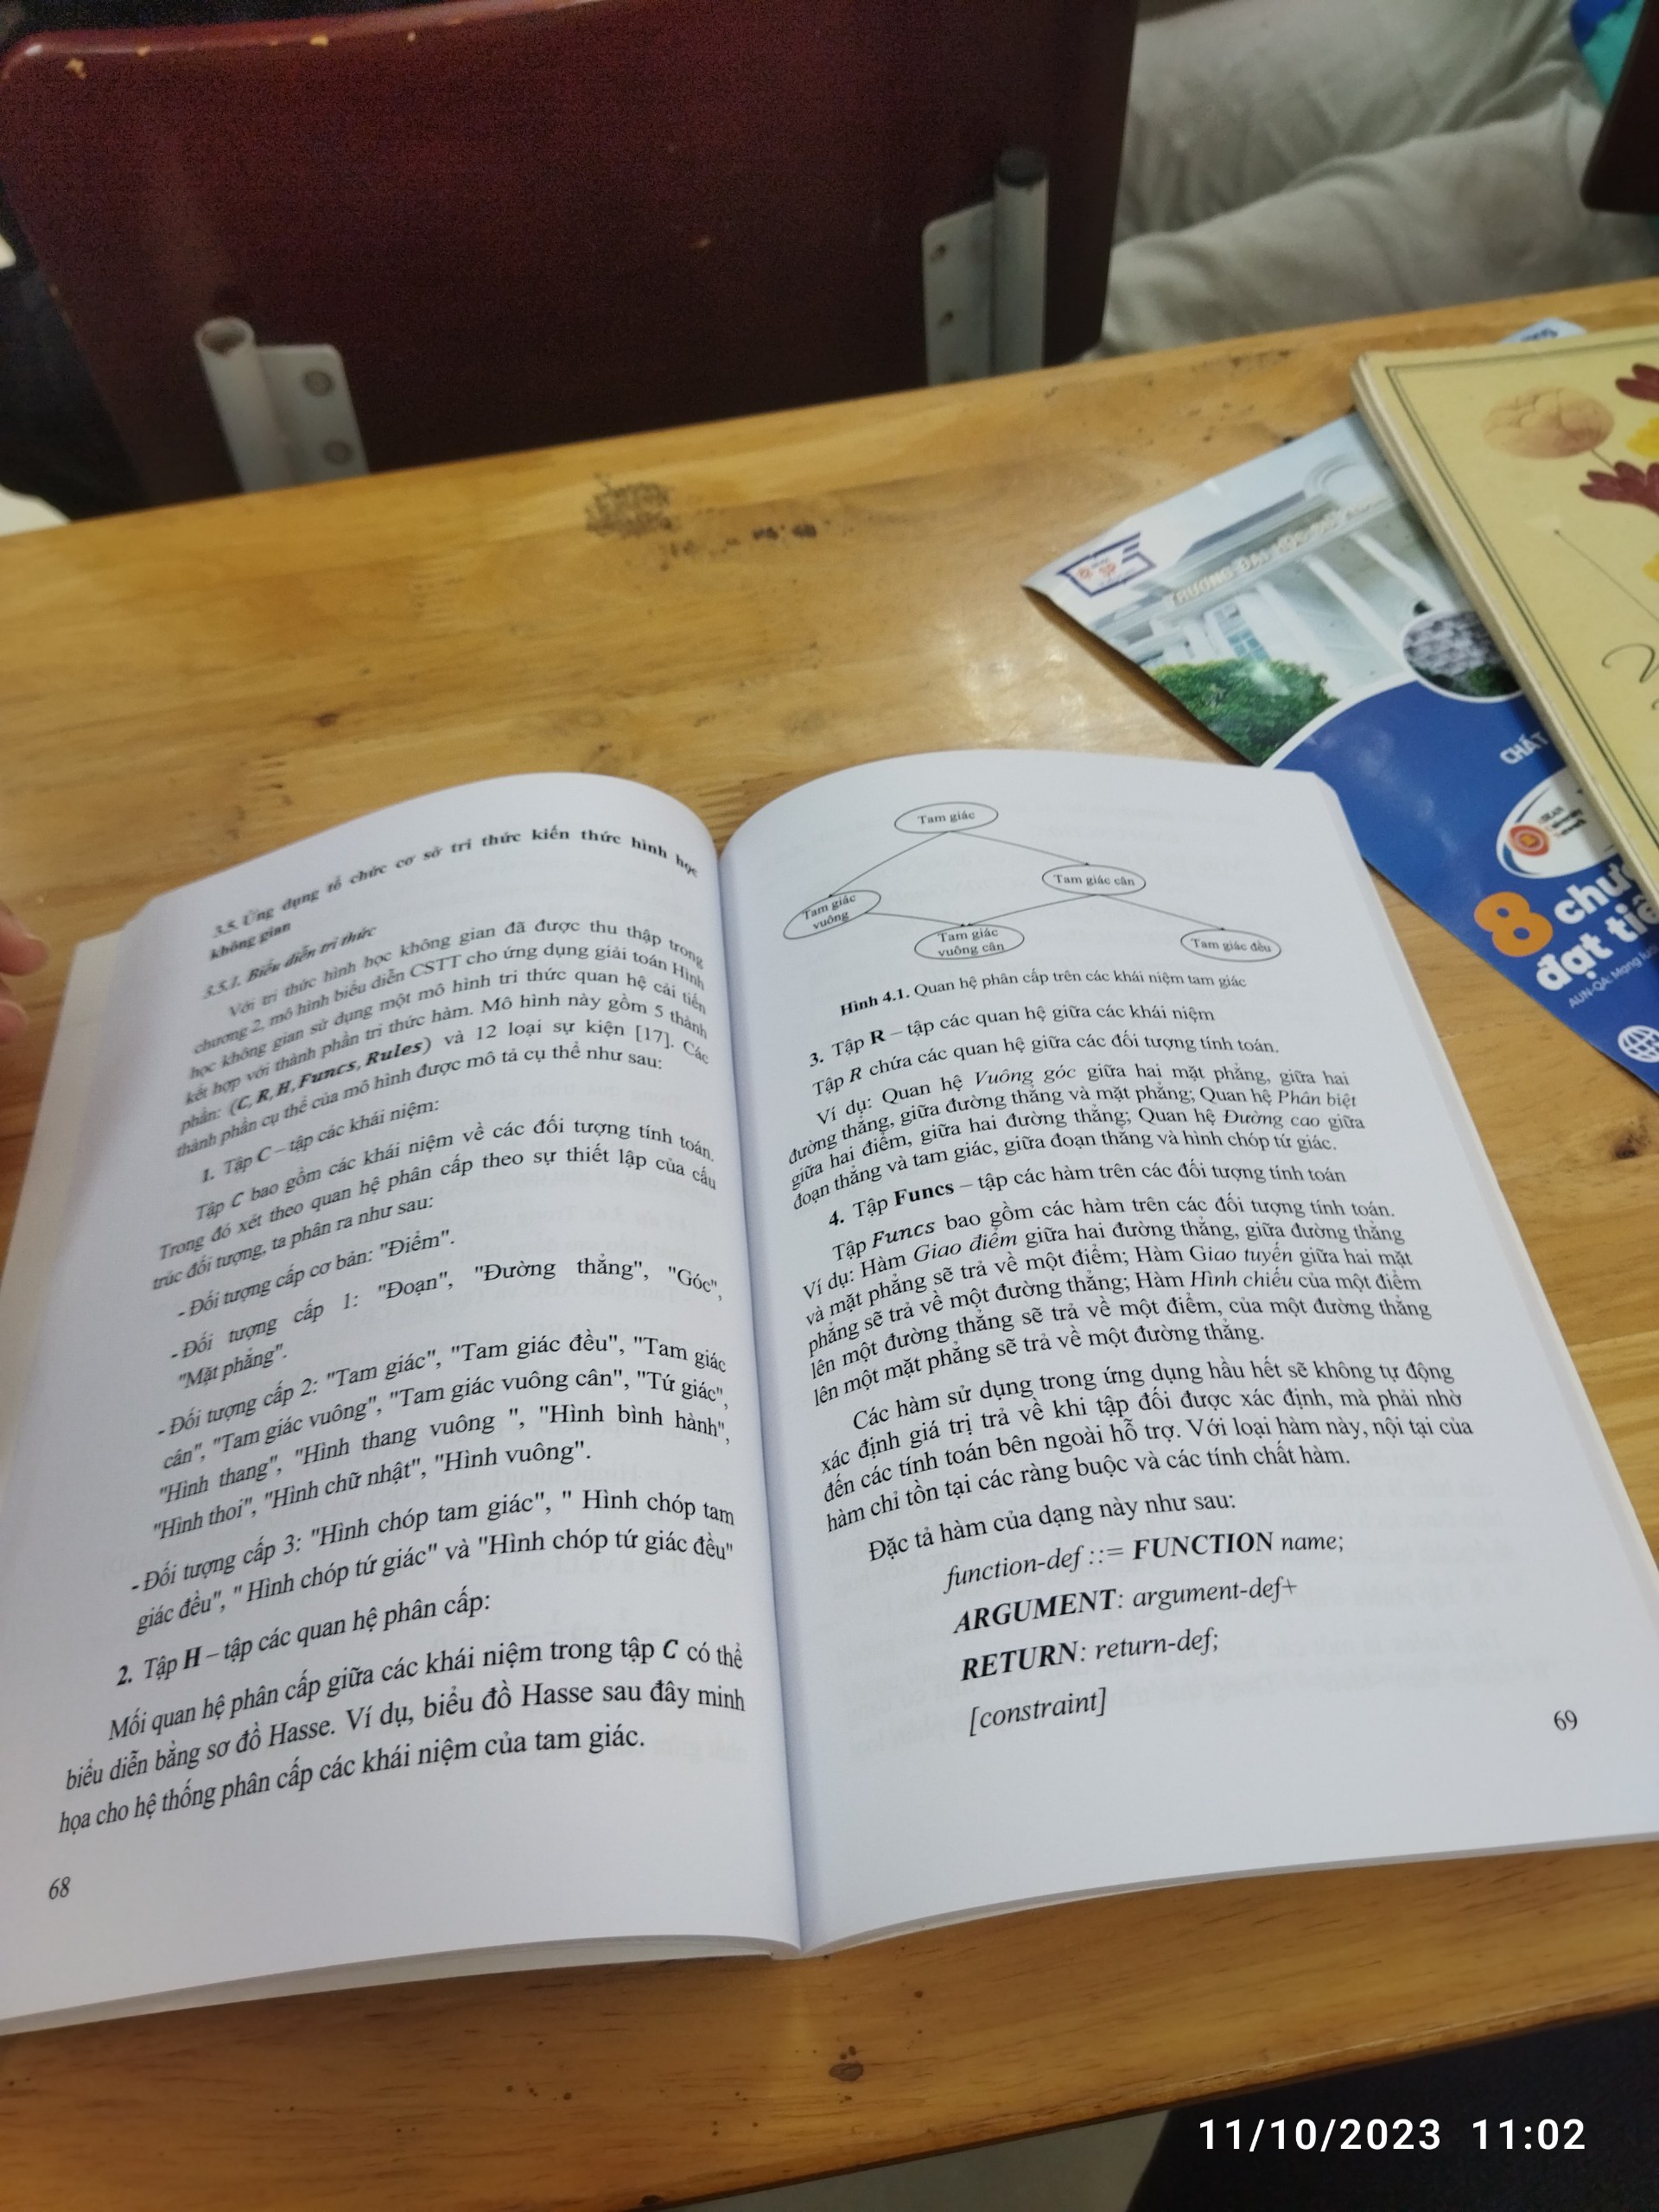 3.5. Ứng dụng tổ chức cơ sở tri thức kiến thức hình học
không gian
3.5.1. Biểu diễn tri thức
Với tri thức hình học không gian đã được thu thập trong
chương 2, mô hình biểu diễn CSTT cho ứng dụng giải toán Hình
học không gian sử dụng một mô hình tri thức quan hệ cải tiến
kết hợp với thành phần tri thức hàm. Mô hình này gồm 5 thành
phần: (C, R, H, Funcs, Rules) và 12 loại sự kiện [17]. Các
thành phần cụ thể của mô hình được mô tả cụ thể như sau:
1. Tập C – tập các khái niệm:
Tập C bao gồm các khái niệm về các đối tượng tính toán.
Trong đó xét theo quan hệ phân cấp theo sự thiết lập của cấu
trúc đối tượng, ta phân ra như sau:
- Đối tượng cấp cơ bản: "Điểm".
- Đối tượng cấp 1: "Đoạn", "Đường thẳng", "Góc",
"Mặt phẳng".
- Đối tượng cấp 2: "Tam giác", "Tam giác đều", "Tam giác
cân", "Tam giác vuông", "Tam giác vuông cân", "Tứ giác",
"Hình thang", "Hình thang vuông ", "Hình bình hành",
"Hình thoi", "Hình chữ nhật", "Hình vuông".
- Đối tượng cấp 3: "Hình chóp tam giác", " Hình chóp tam
giác đều", " Hình chóp tứ giác" và "Hình chóp tứ giác đều"
2. Tập H – tập các quan hệ phân cấp:
Mối quan hệ phân cấp giữa các khái niệm trong tập C có thể
biểu diễn bằng sơ đồ Hasse. Ví dụ, biểu đồ Hasse sau đây minh
họa cho hệ thống phân cấp các khái niệm của tam giác.
68
Tam giác
Tam giác cân
Tam giác
vuông
Tam giác
vuông cân
Tam giác đều
Hình 4.1. Quan hệ phân cấp trên các khái niệm tam giác
3. Tập R – tập các quan hệ giữa các khái niệm
Tập R chứa các quan hệ giữa các đối tượng tính toán.
Ví dụ: Quan hệ Vuông góc giữa hai mặt phẳng, giữa hai
đường thẳng, giữa đường thẳng và mặt phẳng; Quan hệ Phân biệt
giữa hai điểm, giữa hai đường thẳng; Quan hệ Đường cao giữa
đoạn thẳng và tam giác, giữa đoạn thẳng và hình chóp tứ giác.
4. Tập Funcs – tập các hàm trên các đối tượng tính toán
Tập Funcs bao gồm các hàm trên các đối tượng tính toán.
Ví dụ: Hàm Giao điểm giữa hai đường thẳng, giữa đường thẳng
và mặt phẳng sẽ trả về một điểm; Hàm Giao tuyến giữa hai mặt
phẳng sẽ trả về một đường thẳng; Hàm Hình chiếu của một điểm
lên một đường thẳng sẽ trả về một điểm, của một đường thẳng
lên một mặt phẳng sẽ trả về một đường thẳng.
Các hàm sử dụng trong ứng dụng hầu hết sẽ không tự động
xác định giá trị trả về khi tập đối được xác định, mà phải nhờ
đến các tính toán bên ngoài hỗ trợ. Với loại hàm này, nội tại của
hàm chỉ tồn tại các ràng buộc và các tính chất hàm.
Đặc tả hàm của dạng này như sau:
function-def ::= FUNCTION name;
ARGUMENT: argument-def+
RETURN: return-def;
[constraint]
69
TRƯỜNG ĐẠI HỌC
CHẤT
8 chư
đạt tiê
AUN-QA: Mạng lư
11/10/2023 11:02